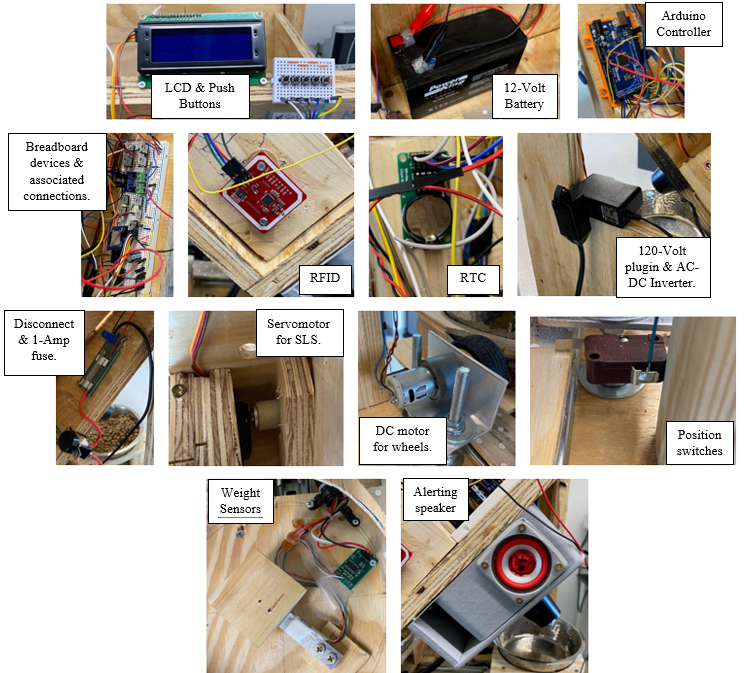 LCD & Push
Buttons
12-Volt
Battery
Arduino
Controller
Breadboard
devices &
associated
connections.
RFID
RTC
120-Volt
plugin & AC-
DC Inverter.
Disconnect
& 1-Amp
fuse.
Servomotor
for SLS.
DC motor
for wheels.
Position
switches
Weight
Sensors
Alerting
speaker